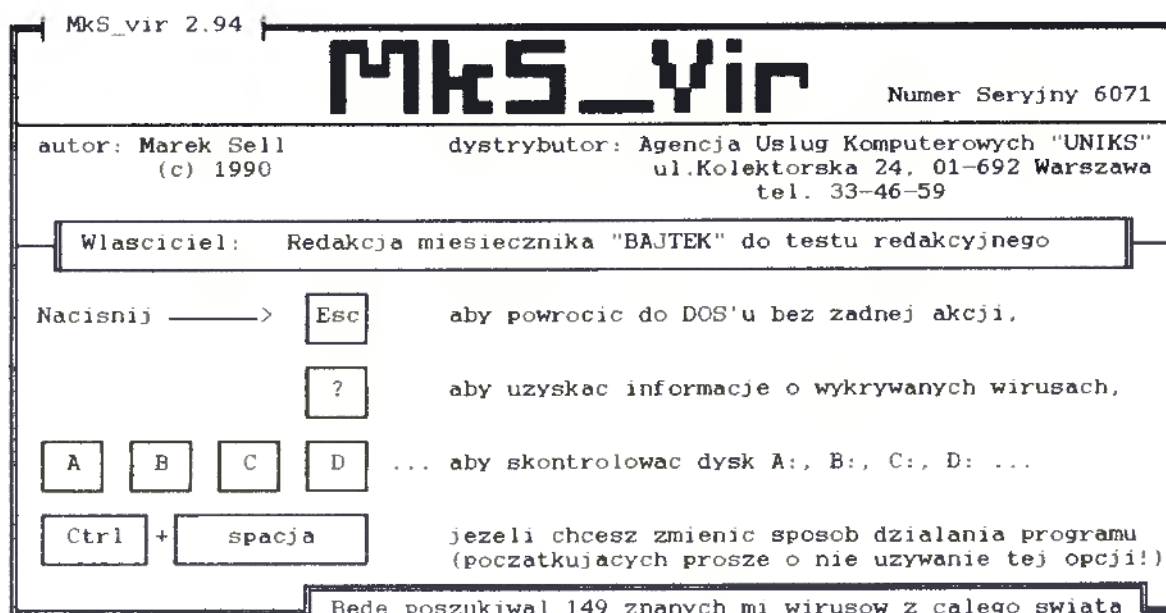 MkS_vir 2.94
MkS_Vir
Numer Seryjny 6071
autor: Marek Sell
(c) 1990
dystrybutor: Agencja Uslug Komputerowych "UNIKS"
ul.Kolektorska 24, 01-692 Warszawa
tel. 33-46-59
Wlasciciel: Redakcja miesiecznika "BAJTEK" do testu redakcyjnego
Nacisnij ———> Esc aby powrocic do DOS'u bez zadnej akcji,
? aby uzyskac informacje o wykrywanych wirusach,
A B C D ... aby skontrolowac dysk A:, B:, C:, D: ...
Ctrl + spacja jezeli chcesz zmienic sposob dzialania programu
(poczatkujacych prosze o nie uzywanie tej opcji!)
Bede poszukiwal 149 znanych mi wirusow z calego swiata